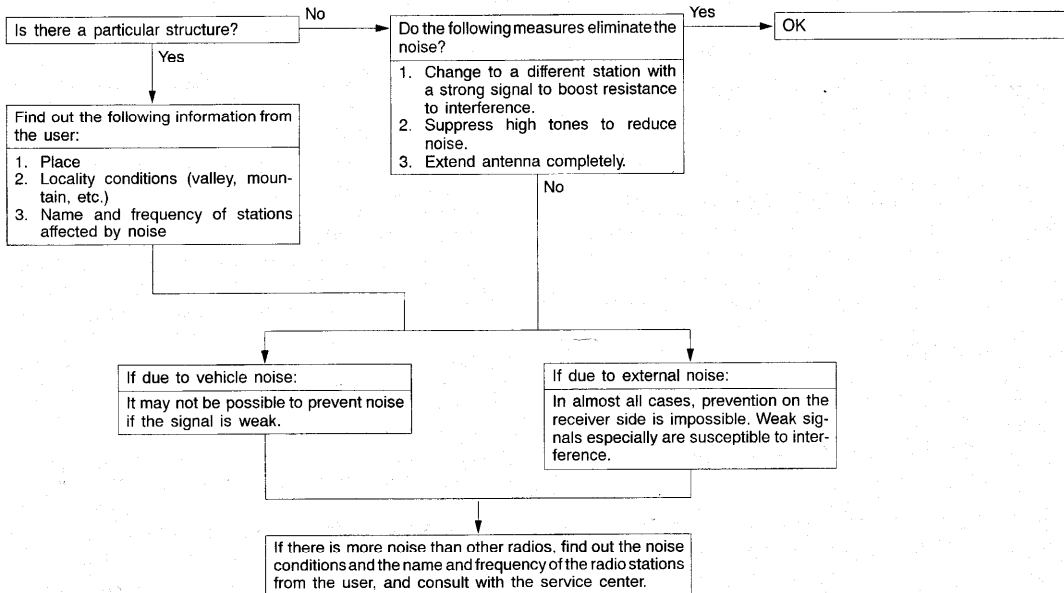 Is there a particular structure?
No
Do the following measures eliminate the
noise?
Yes
OK
1. Change to a different station with
a strong signal to boost resistance
to interference.
2. Suppress high tones to reduce
noise.
3. Extend antenna completely.
Yes
Find out the following information from
the user:
1. Place
2. Locality conditions (valley, moun-
tain, etc.)
3. Name and frequency of stations
affected by noise
No
If due to vehicle noise:
It may not be possible to prevent noise
if the signal is weak.
If due to external noise:
In almost all cases, prevention on the
receiver side is impossible. Weak sig-
nals especially are susceptible to inter-
ference.
If there is more noise than other radios, find out the noise
conditions and the name and frequency of the radio stations
from the user, and consult with the service center.